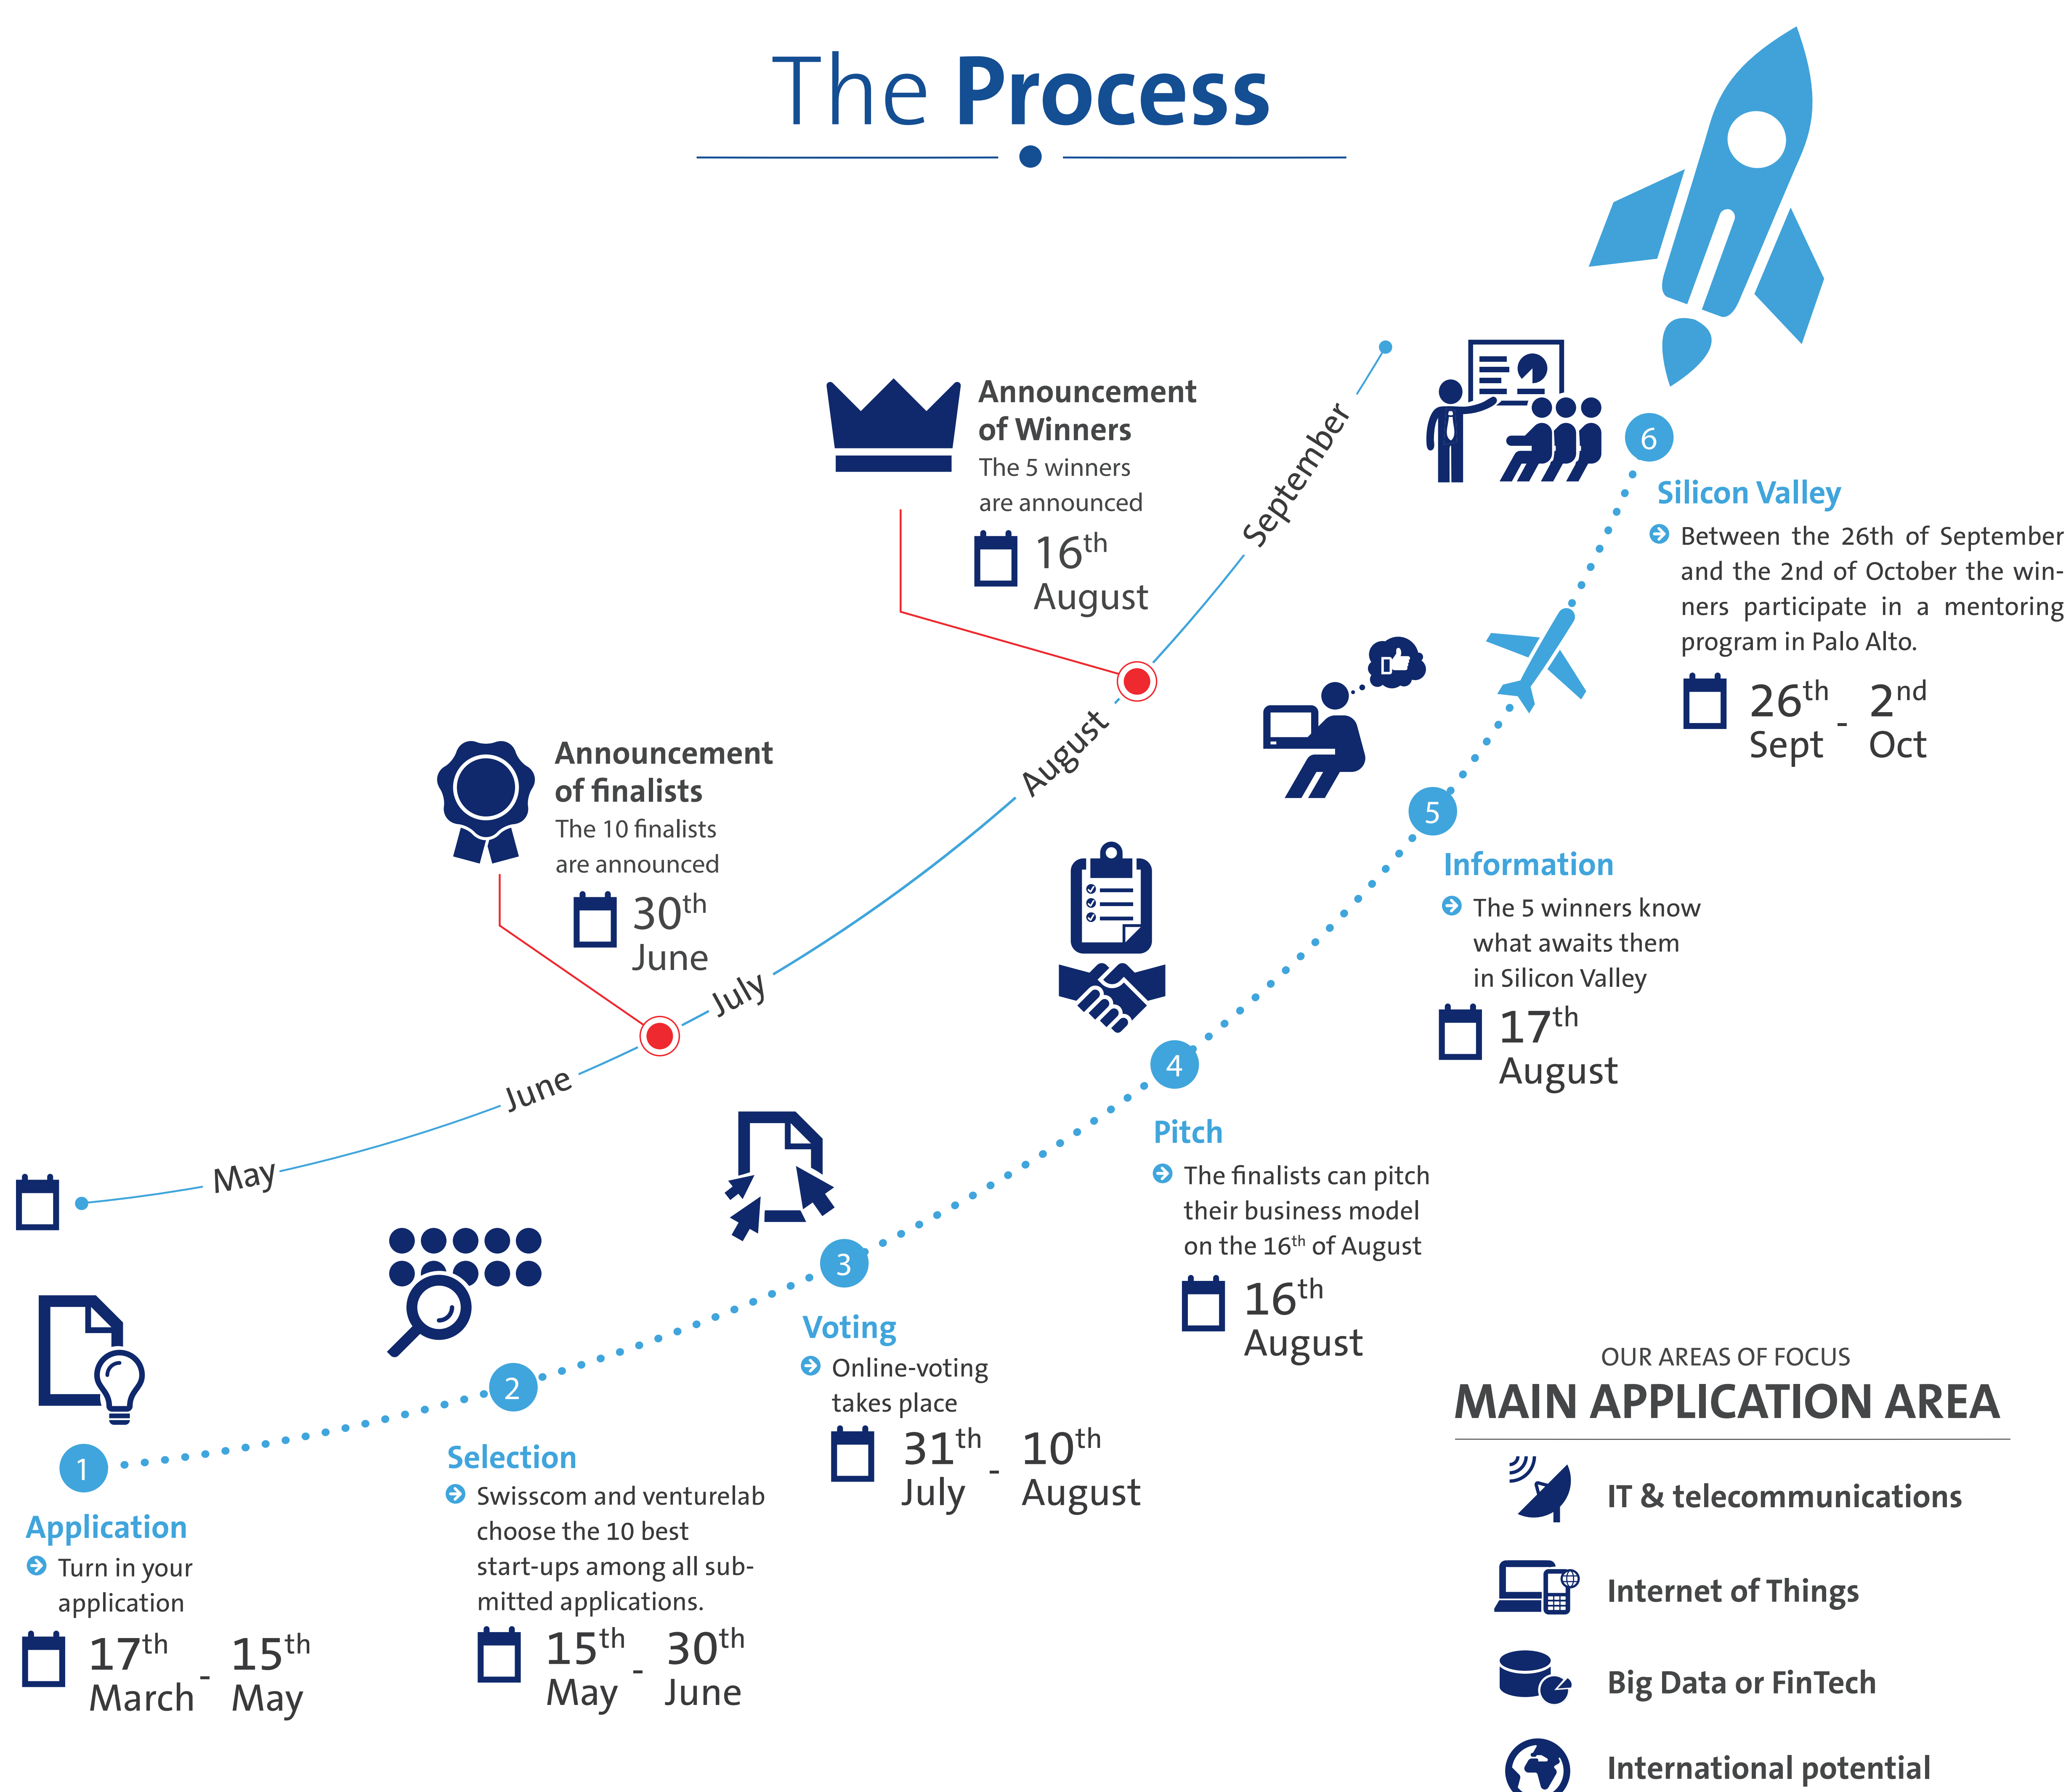 The Process
Announcement
of Winners
The 5 winners
are announced
16th
August
September
August
July
June
May
Announcement
of finalists
The 10 finalists
are announced
30th
June
1
Application
Turn in your
application
17th - 15th
March May
2
Selection
Swisscom and venturelab
choose the 10 best
start-ups among all sub-
mitted applications.
15th - 30th
May June
3
Voting
Online-voting
takes place
31th - 10th
July August
4
Pitch
The finalists can pitch
their business model
on the 16th of August
16th
August
5
Information
The 5 winners know
what awaits them
in Silicon Valley
17th
August
6
Silicon Valley
Between the 26th of September
and the 2nd of October the win-
ners participate in a mentoring
program in Palo Alto.
26th - 2nd
Sept Oct
OUR AREAS OF FOCUS
MAIN APPLICATION AREA
IT & telecommunications
Internet of Things
Big Data or FinTech
International potential